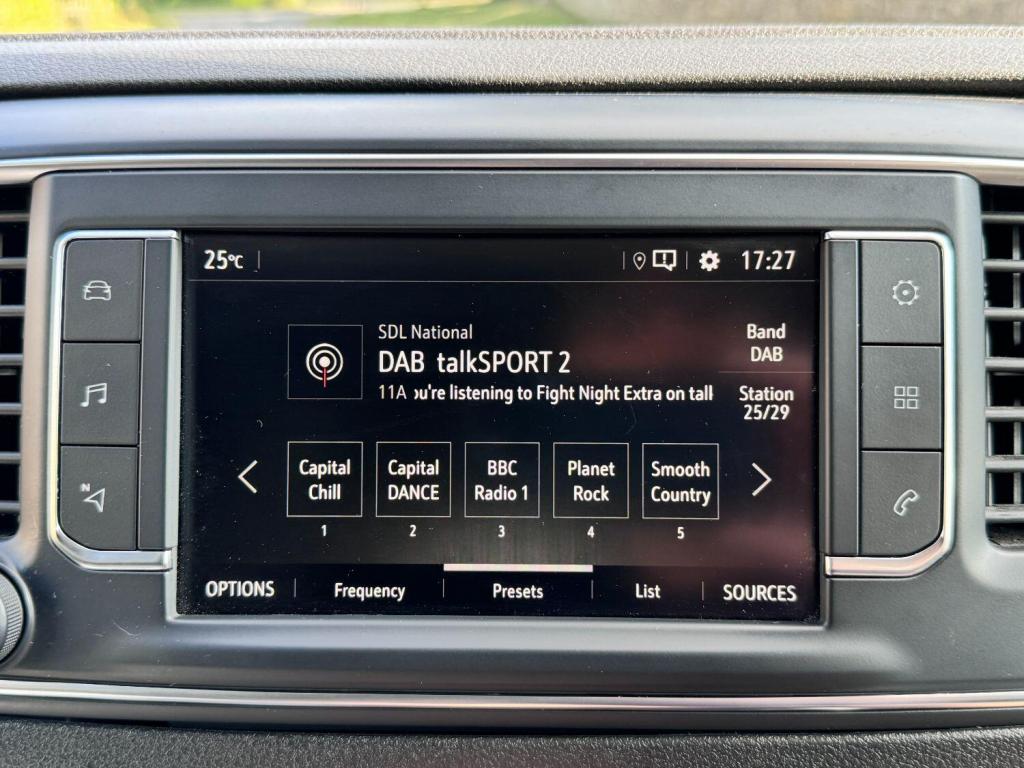 25°C
17:27
SDL National
DAB talkSPORT 2
11A ou're listening to Fight Night Extra on talk
Band
DAB
Station
25/29
Capital
Chill
Capital
DANCE
BBC
Radio 1
Planet
Rock
Smooth
Country
1 2 3 4 5
OPTIONS Frequency Presets List SOURCES
N